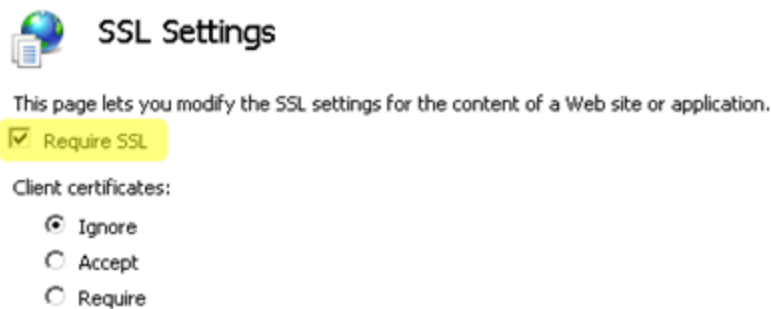 SSL Settings
This page lets you modify the SSL settings for the content of a Web site or application.
Require SSL
Client certificates:
Ignore
Accept
Require